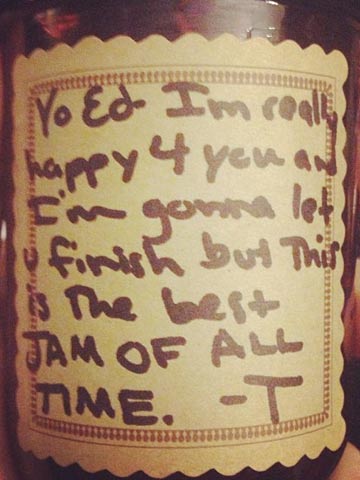 Yo Ed Im really
happy 4 you and
I'm gonna let
u finish but This
is The best
JAM OF ALL
TIME. -T